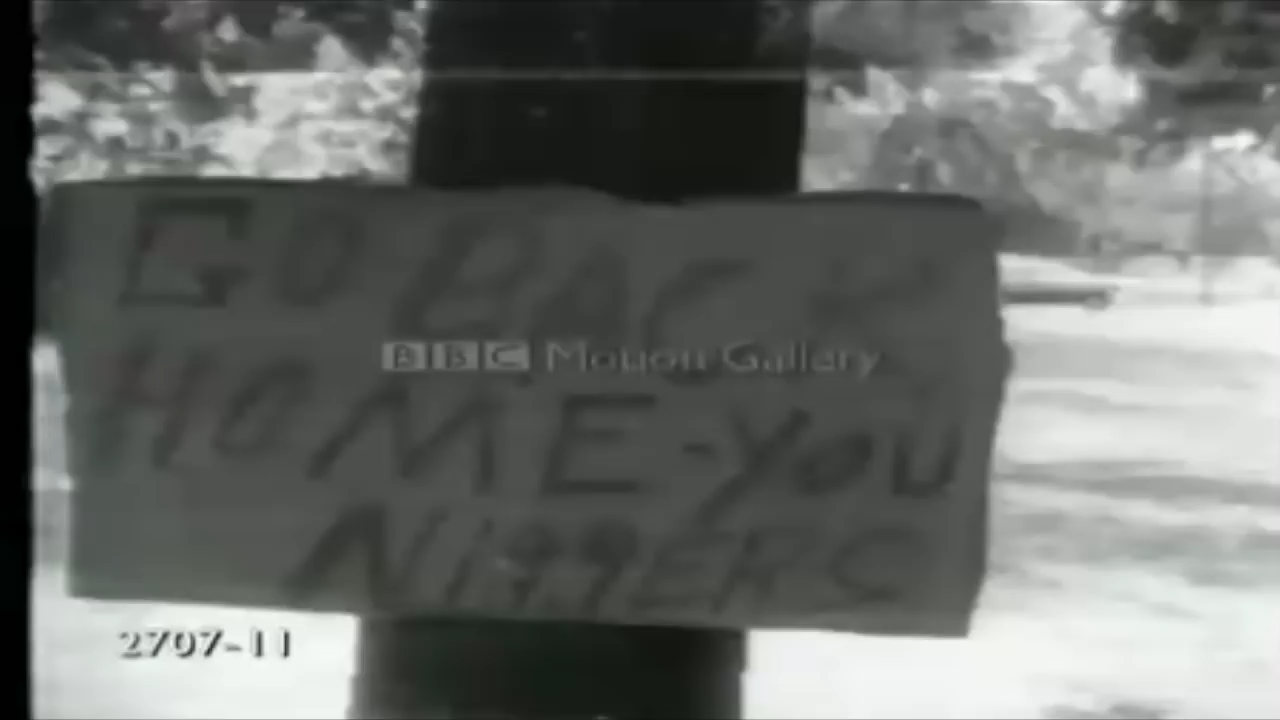 GO BACK
BBC Motion Gallery
HOME-YOU
NIggERS
2707-11